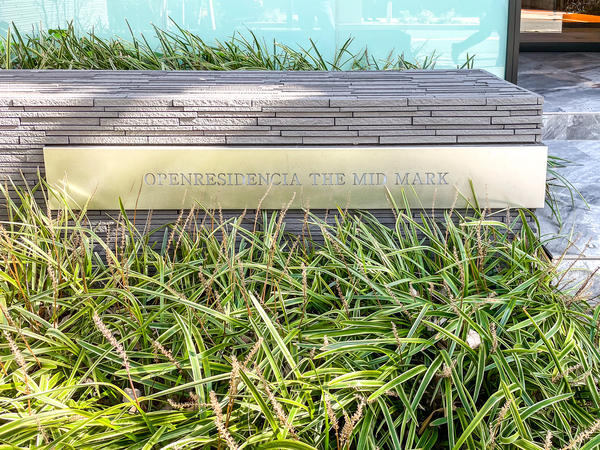 OPENRESIDENCIA THE MID MARK